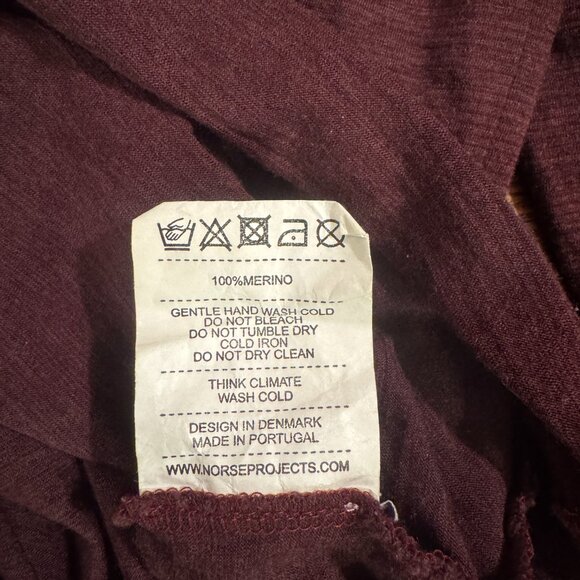 100%MERINO
GENTLE HAND WASH COLD
DO NOT BLEACH
DO NOT TUMBLE DRY
COLD IRON
DO NOT DRY CLEAN
THINK CLIMATE
WASH COLD
DESIGN IN DENMARK
MADE IN PORTUGAL
WWW.NORSEPROJECTS.COM